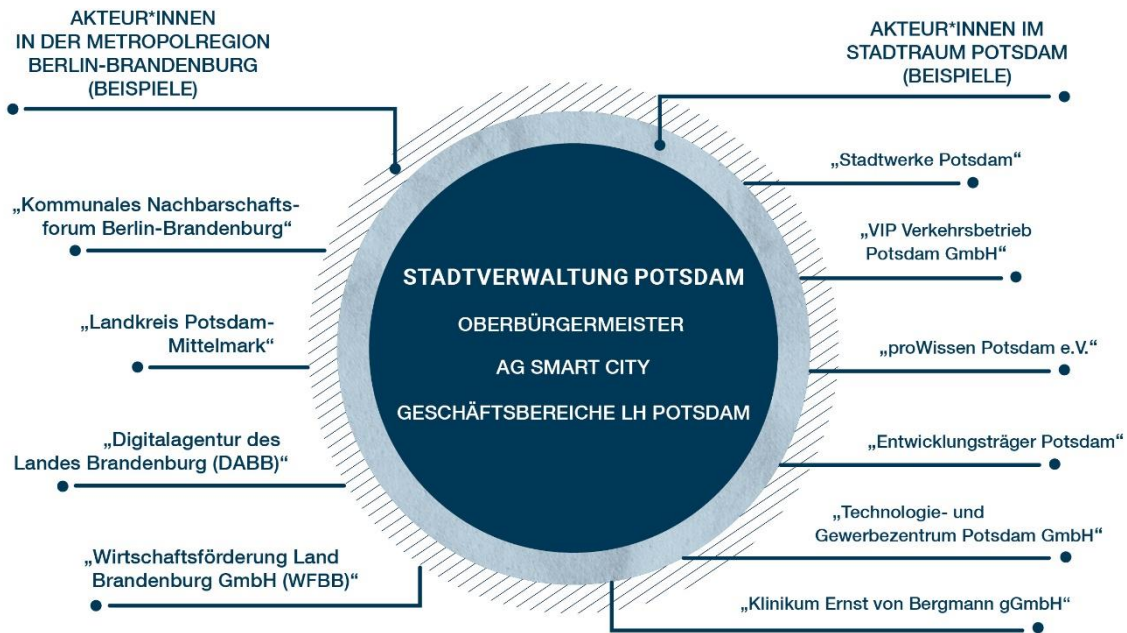 AKTEUR*INNEN
IN DER METROPOLREGION
BERLIN-BRANDENBURG
(BEISPIELE)
„Kommunales Nachbarschafts-
forum Berlin-Brandenburg“
„Landkreis Potsdam-
Mittelmark“
„Digitalagentur des
Landes Brandenburg (DABB)“
„Wirtschaftsförderung Land
Brandenburg GmbH (WFBB)“
STADTVERWALTUNG POTSDAM
OBERBÜRGERMEISTER
AG SMART CITY
GESCHÄFTSBEREICHE LH POTSDAM
AKTEUR*INNEN IM
STADTRAUM POTSDAM
(BEISPIELE)
„Stadtwerke Potsdam“
„VIP Verkehrsbetrieb
Potsdam GmbH“
„proWissen Potsdam e.V.“
„Entwicklungsträger Potsdam“
„Technologie- und
Gewerbezentrum Potsdam GmbH“
„Klinikum Ernst von Bergmann gGmbH“